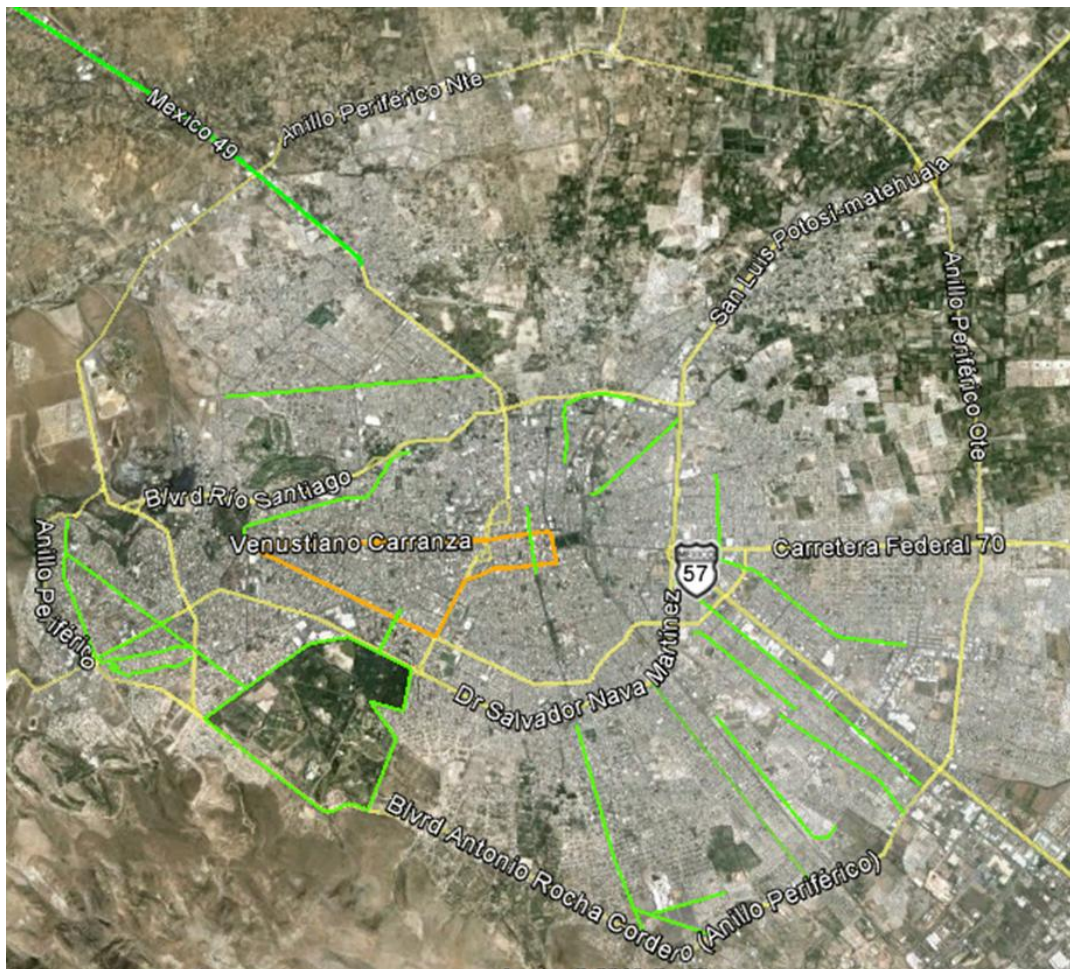 Anillo Periférico Nte
Mexico 49
San Luis Potosí-matehuala
Anillo Periférico Ote
Blvrd Río Santiago
Venustiano Carranza
Carretera Federal 70
57
Anillo Periférico
Dr Salvador Nava Martínez
Blvrd Antonio Rocha Cordero (Anillo Periférico)